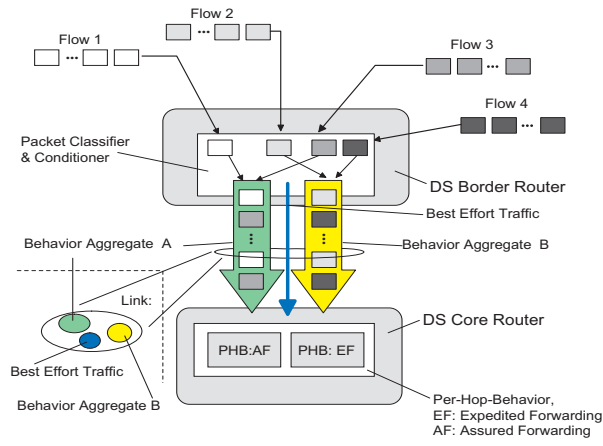 Flow 2
Flow 1
Flow 3
Flow 4
Packet Classifier
& Conditioner
DS Border Router
Best Effort Traffic
Behavior Aggregate A
Behavior Aggregate B
Link:
DS Core Router
PHB:AF
PHB: EF
Best Effort Traffic
Behavior Aggregate B
Per-Hop-Behavior,
EF: Expedited Forwarding
AF: Assured Forwarding